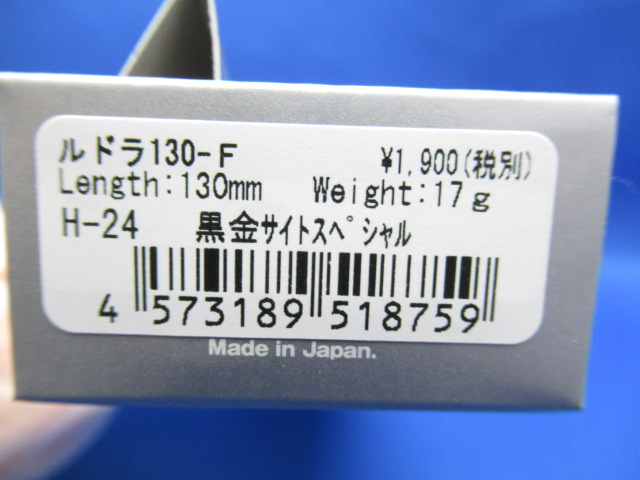 ルドラ130-F ¥1,900(税別)
Length:130mm Weight:17g
H-24 黒金サイトスペシャル
4 573189 518759
Made in Japan.